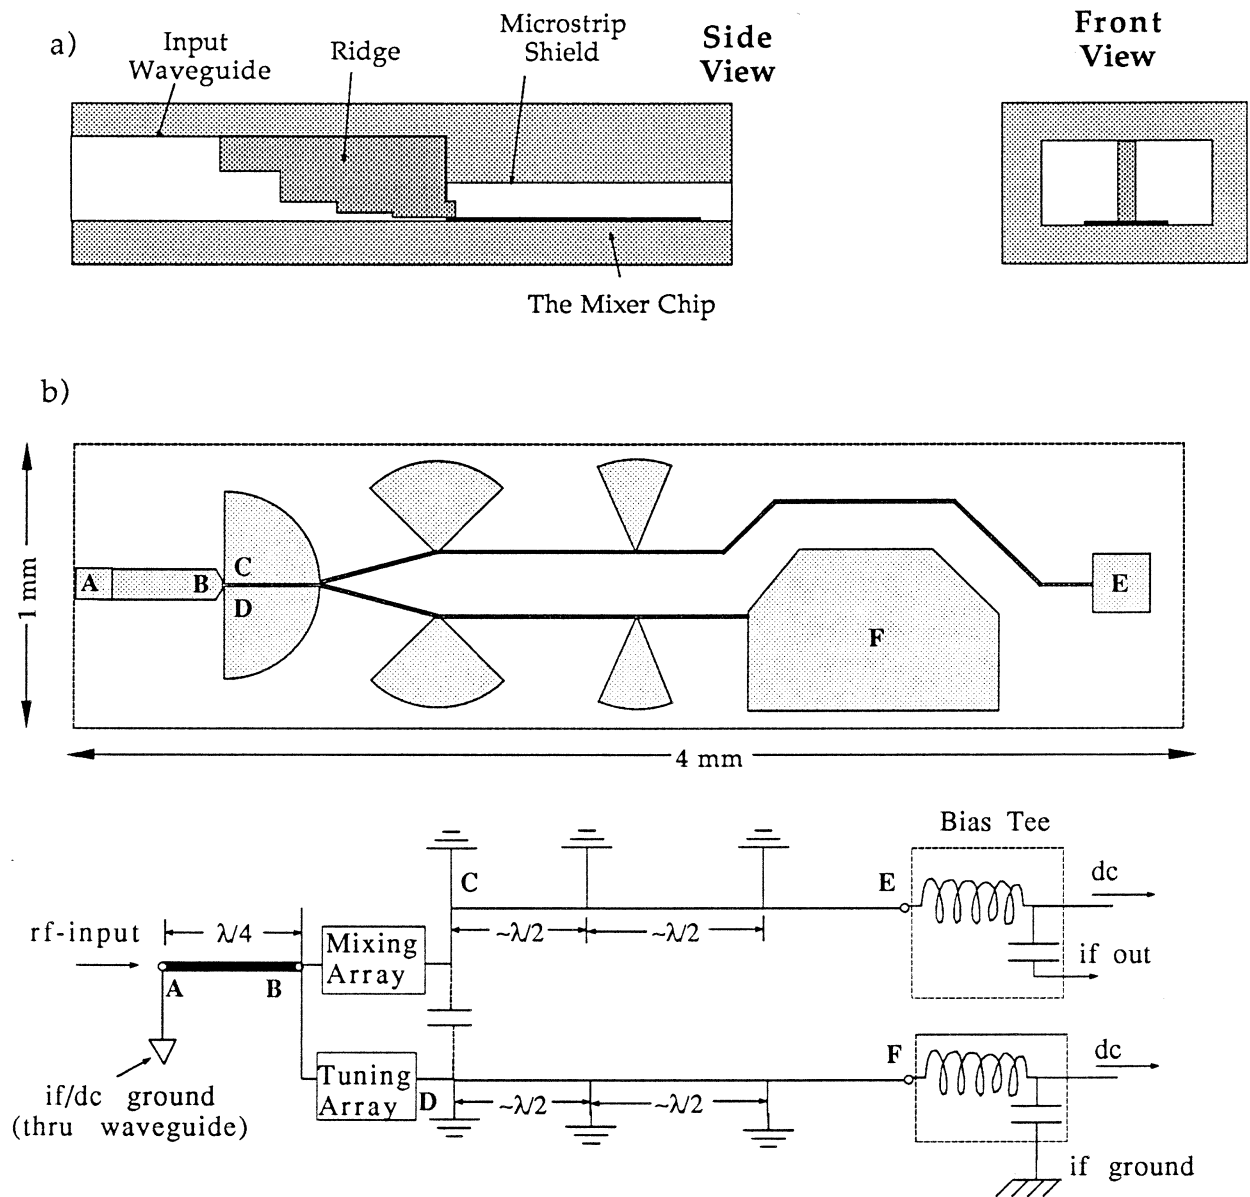 a)
Input
Waveguide
Ridge
Microstrip
Shield
Side
View
Front
View
The Mixer Chip
b)
1 mm
A
B
C
D
E
F
4 mm
Bias Tee
rf-input
λ/4
A
B
Mixing
Array
C
~λ/2
~λ/2
E
dc
if out
if/dc ground
(thru waveguide)
Tuning
Array
D
~λ/2
~λ/2
F
dc
if ground